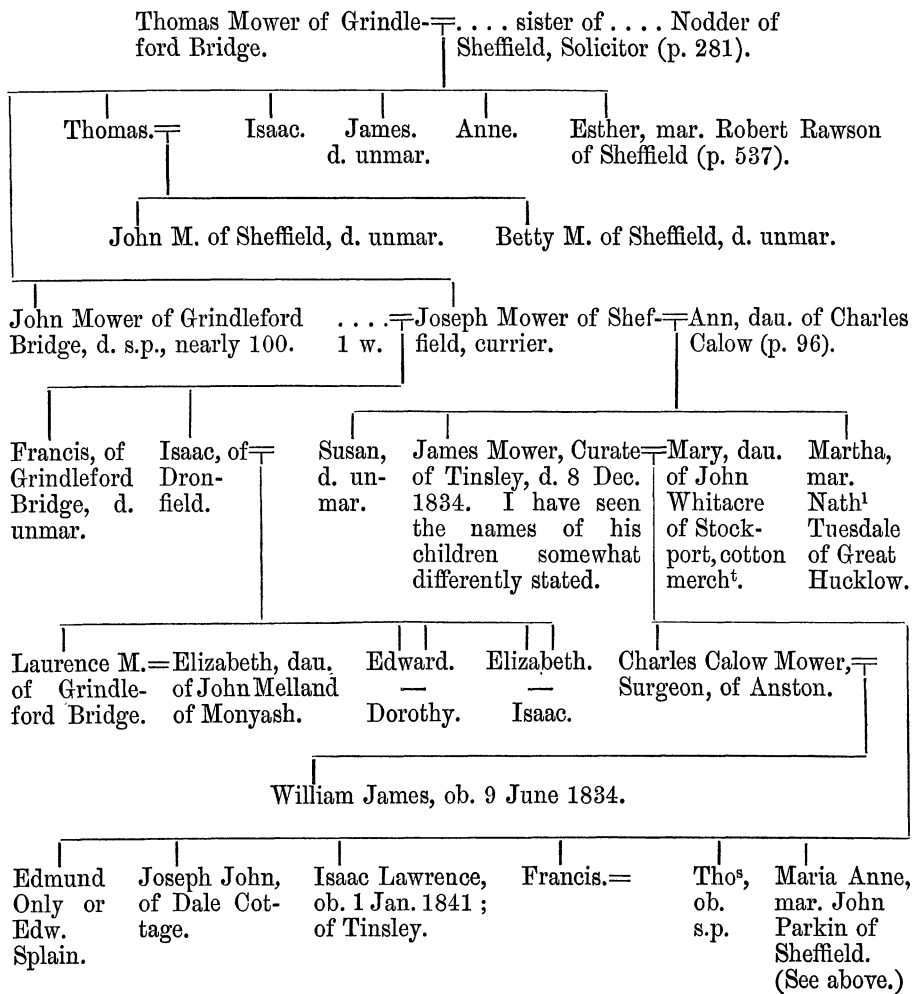 Thomas Mower of Grindle-
ford Bridge.
. . . . sister of . . . . Nodder of
Sheffield, Solicitor (p. 281).
Thomas.
Isaac.
James.
d. unmar.
Anne.
Esther, mar. Robert Rawson
of Sheffield (p. 537).
John M. of Sheffield, d. unmar.
Betty M. of Sheffield, d. unmar.
John Mower of Grindleford
Bridge, d. s.p., nearly 100.
. . . .
1 w.
Joseph Mower of Shef-
field, currier.
Ann, dau. of Charles
Calow (p. 96).
Francis, of
Grindleford
Bridge, d.
unmar.
Isaac, of
Dron-
field.
Susan,
d. un-
mar.
James Mower, Curate
of Tinsley, d. 8 Dec.
1834. I have seen
the names of his
children somewhat
differently stated.
Mary, dau.
of John
Whitacre
of Stock-
port, cotton
mercht.
Martha,
mar.
Nathl
Tuesdale
of Great
Hucklow.
Laurence M.=
of Grindle-
ford Bridge.
Elizabeth, dau.
of John Melland
of Monyash.
Edward.
—
Dorothy.
Elizabeth.
—
Isaac.
Charles Calow Mower,
Surgeon, of Anston.
William James, ob. 9 June 1834.
Edmund
Only or
Edw.
Splain.
Joseph John,
of Dale Cot-
tage.
Isaac Lawrence,
ob. 1 Jan. 1841 ;
of Tinsley.
Francis.=
Thos,
ob.
s.p.
Maria Anne,
mar. John
Parkin of
Sheffield.
(See above.)